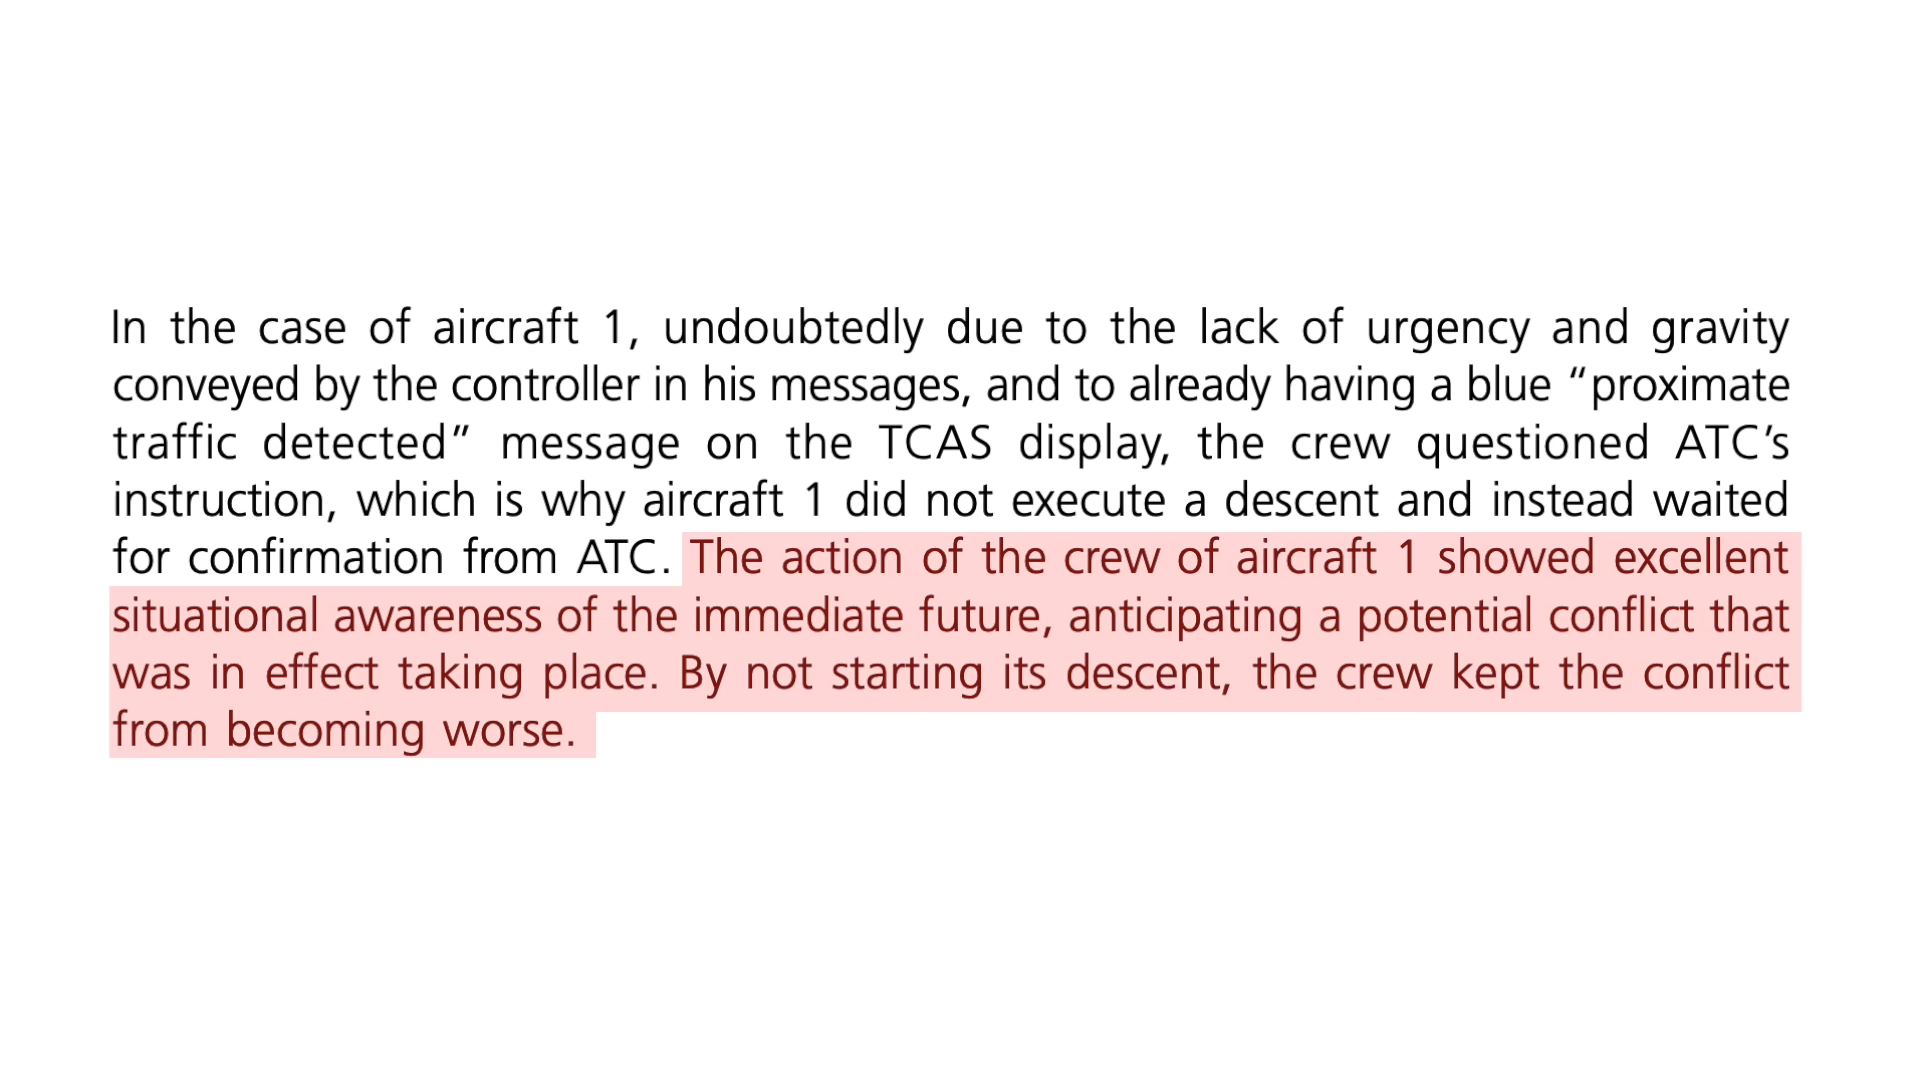 In the case of aircraft 1, undoubtedly due to the lack of urgency and gravity
conveyed by the controller in his messages, and to already having a blue “proximate
traffic detected” message on the TCAS display, the crew questioned ATC’s
instruction, which is why aircraft 1 did not execute a descent and instead waited
for confirmation from ATC. The action of the crew of aircraft 1 showed excellent
situational awareness of the immediate future, anticipating a potential conflict that
was in effect taking place. By not starting its descent, the crew kept the conflict
from becoming worse.